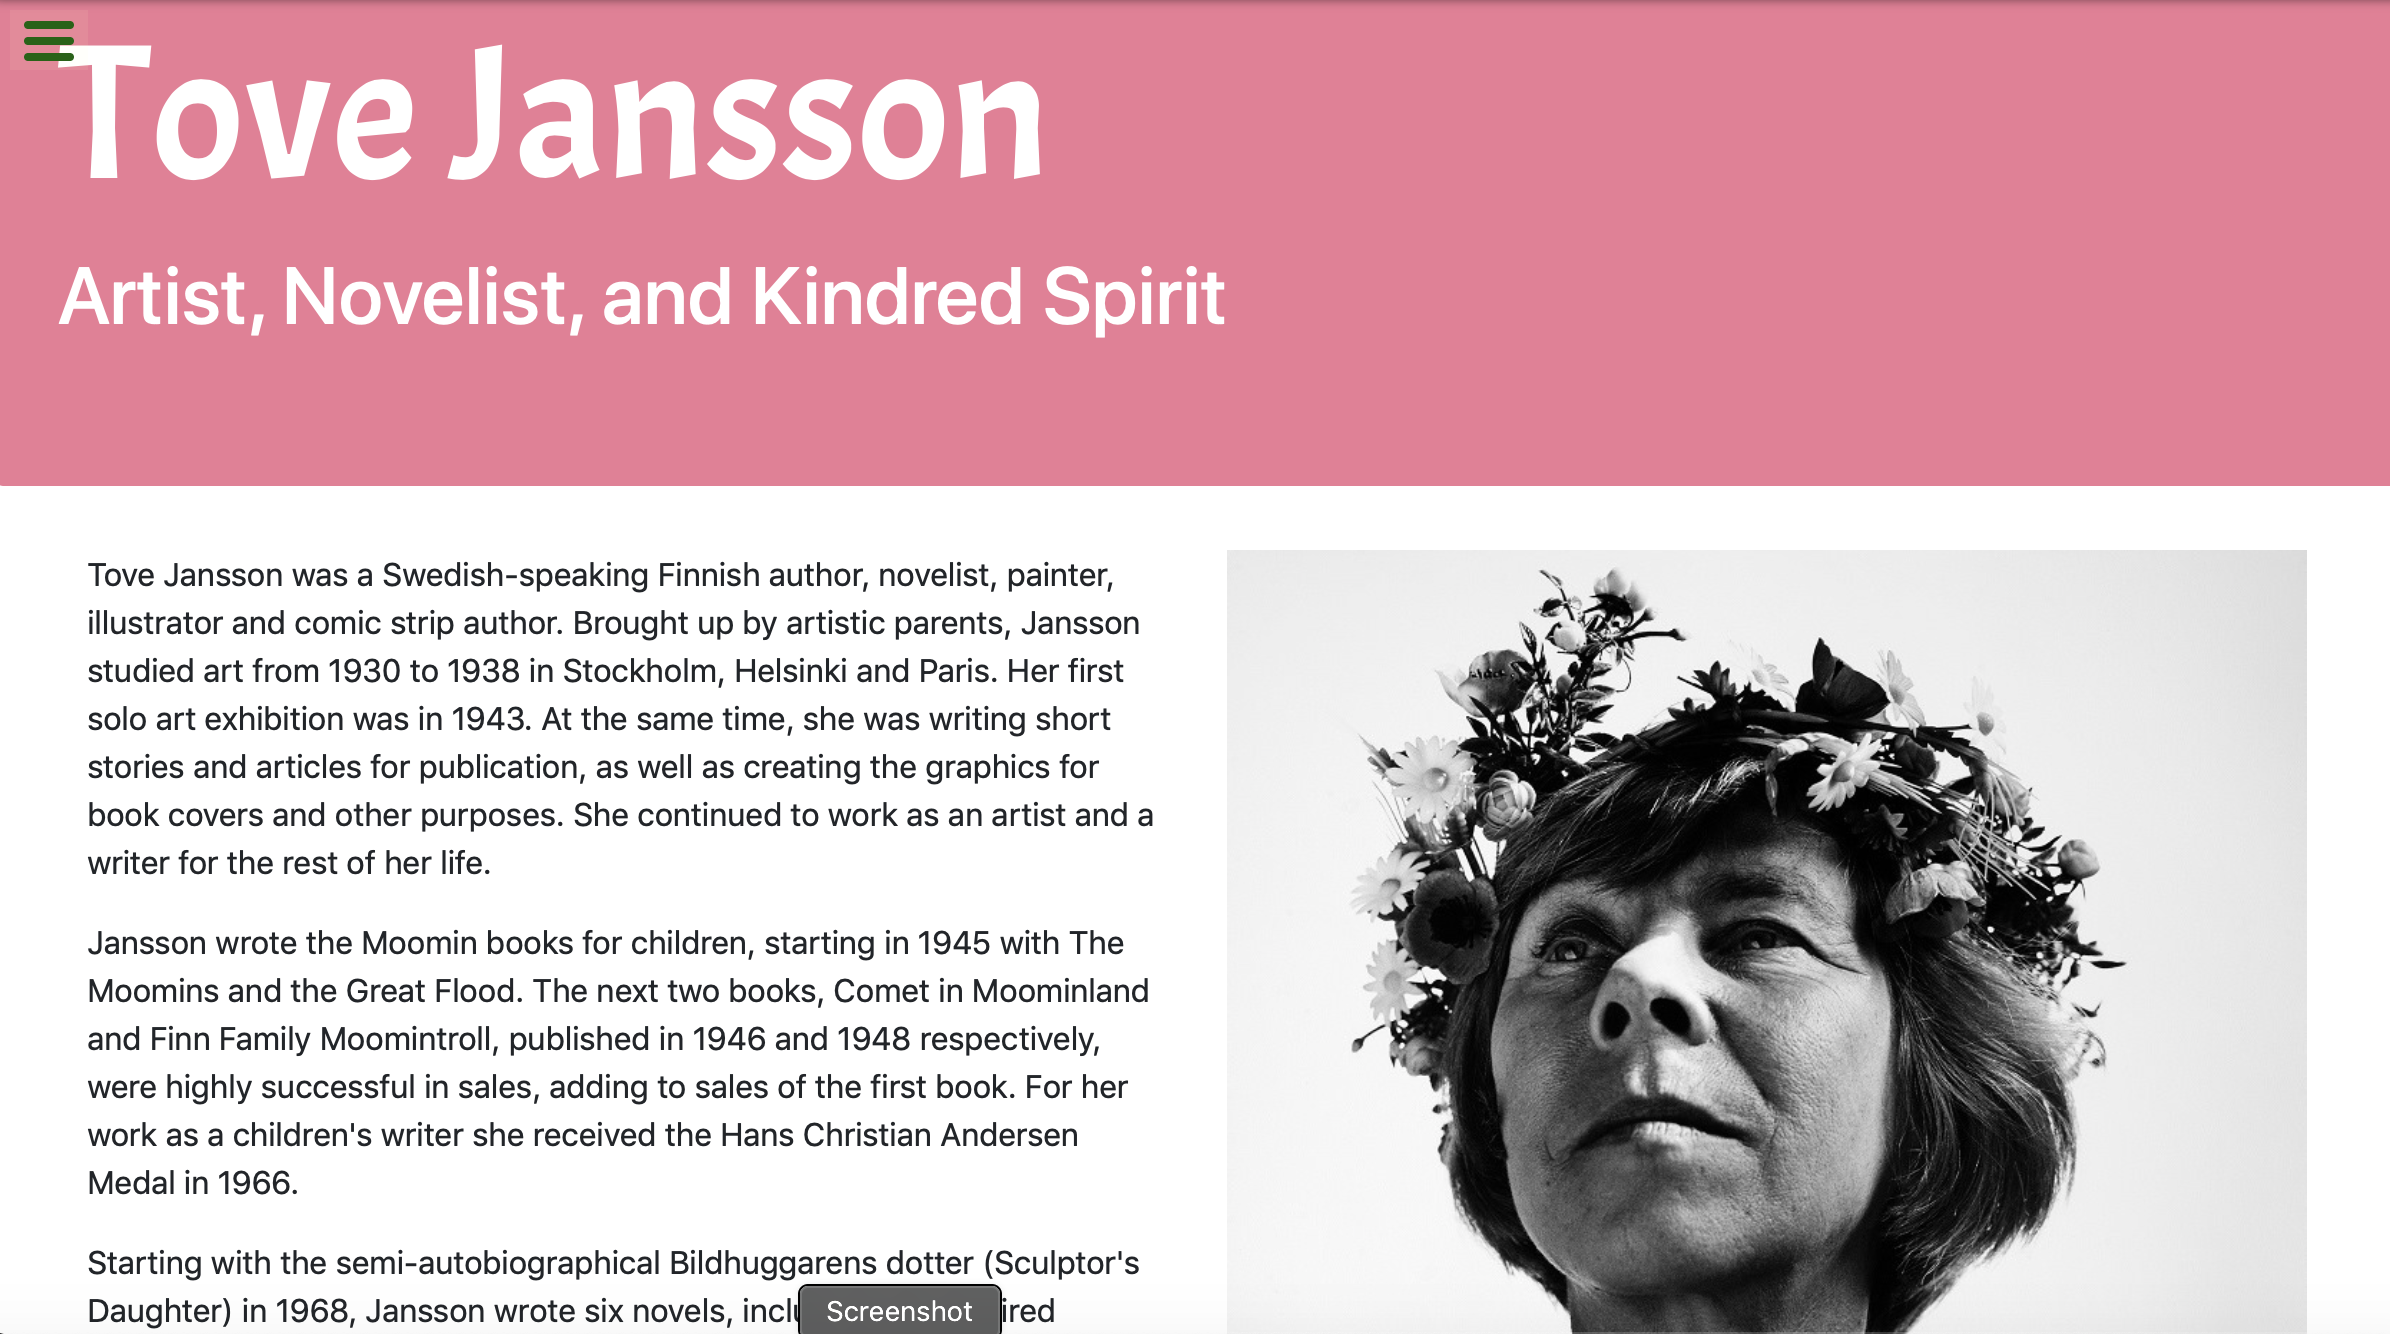 Tove Jansson
Artist, Novelist, and Kindred Spirit
Tove Jansson was a Swedish-speaking Finnish author, novelist, painter,
illustrator and comic strip author. Brought up by artistic parents, Jansson
studied art from 1930 to 1938 in Stockholm, Helsinki and Paris. Her first
solo art exhibition was in 1943. At the same time, she was writing short
stories and articles for publication, as well as creating the graphics for
book covers and other purposes. She continued to work as an artist and a
writer for the rest of her life.
Jansson wrote the Moomin books for children, starting in 1945 with The
Moomins and the Great Flood. The next two books, Comet in Moominland
and Finn Family Moomintroll, published in 1946 and 1948 respectively,
were highly successful in sales, adding to sales of the first book. For her
work as a children's writer she received the Hans Christian Andersen
Medal in 1966.
Starting with the semi-autobiographical Bildhuggarens dotter (Sculptor's
Daughter) in 1968, Jansson wrote six novels,
Screenshot